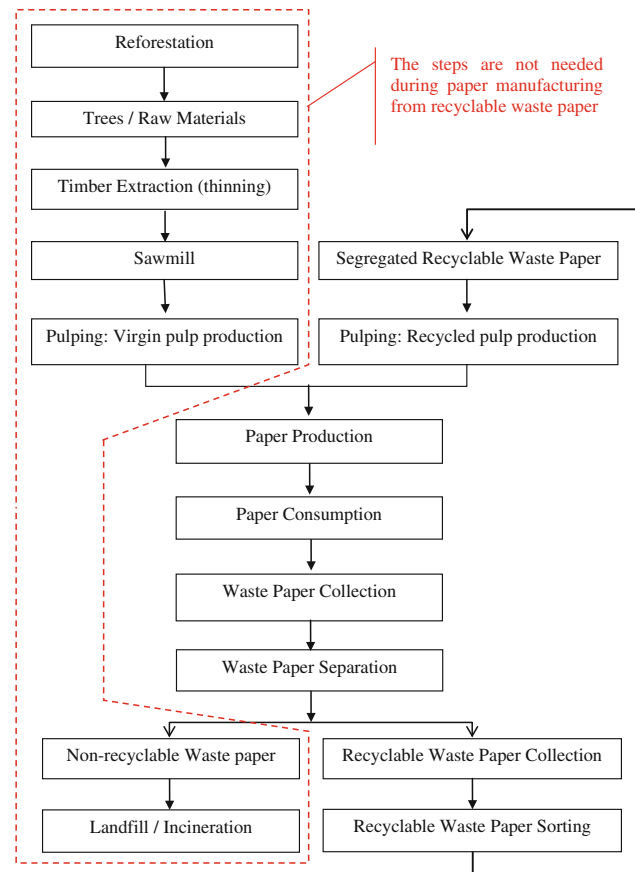 Reforestation
The steps are not needed
during paper manufacturing
from recyclable waste paper
Trees / Raw Materials
Timber Extraction (thinning)
Sawmill
Segregated Recyclable Waste Paper
Pulping: Virgin pulp production
Pulping: Recycled pulp production
Paper Production
Paper Consumption
Waste Paper Collection
Waste Paper Separation
Non-recyclable Waste paper
Recyclable Waste Paper Collection
Landfill / Incineration
Recyclable Waste Paper Sorting